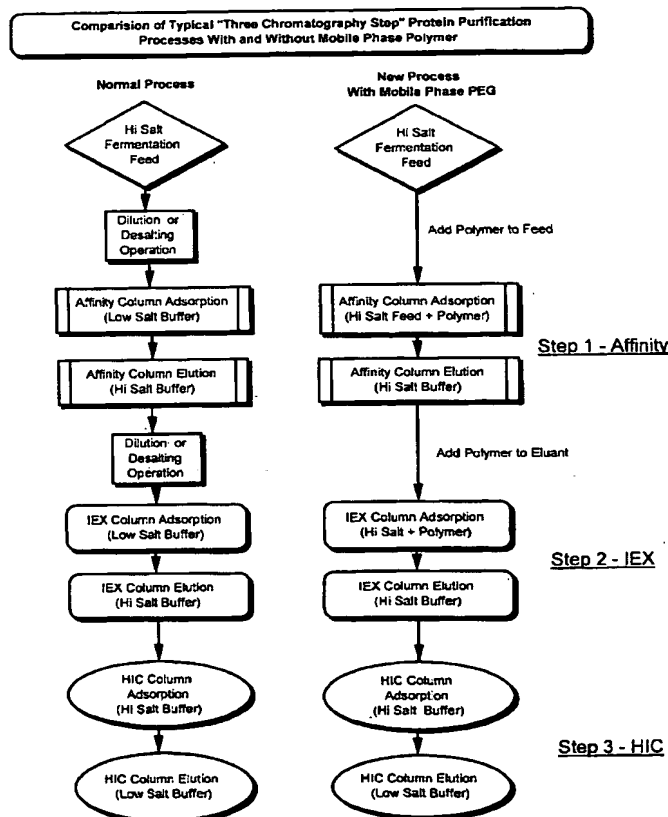 Comparision of Typical "Three Chromatography Step" Protein Purification
Processes With and Without Mobile Phase Polymer
Normal Process
Hi Salt
Fermentation
Feed
Dilution or
Desalting
Operation
Affinity Column Adsorption
(Low Salt Buffer)
Affinity Column Elution
(Hi Salt Buffer)
Dilution or
Desalting
Operation
IEX Column Adsorption
(Low Salt Buffer)
IEX Column Elution
(Hi Salt Buffer)
HIC Column
Adsorption
(Hi Salt Buffer)
HIC Column Elution
(Low Salt Buffer)
New Process
With Mobile Phase PEG
Hi Salt
Fermentation
Feed
Add Polymer to Feed
Affinity Column Adsorption
(Hi Salt Feed + Polymer)
Affinity Column Elution
(Hi Salt Buffer)
Add Polymer to Eluant
IEX Column Adsorption
(Hi Salt + Polymer)
IEX Column Elution
(Hi Salt Buffer)
HIC Column
Adsorption
(Hi Salt Buffer)
HIC Column Elution
(Low Salt Buffer)
Step 1 - Affinity
Step 2 - IEX
Step 3 - HIC